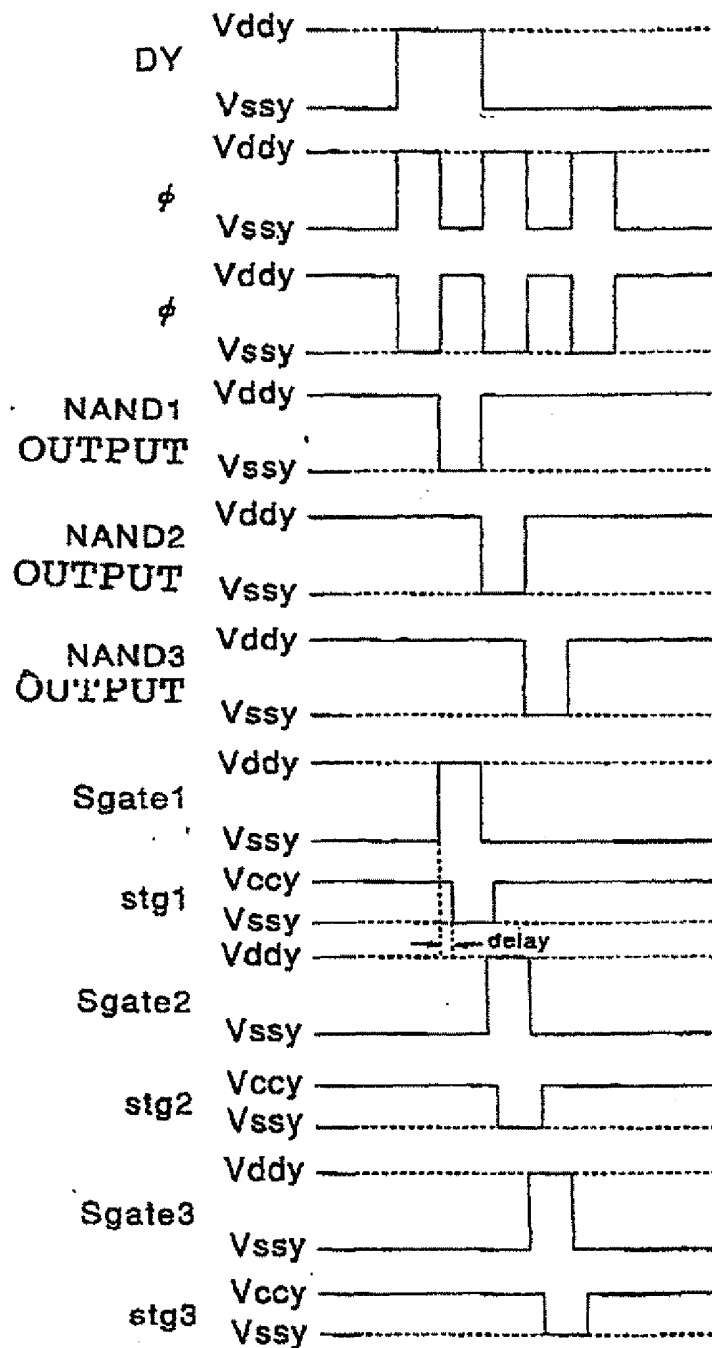 Vddy
DY
Vssy
Vddy
ϕ
Vssy
Vddy
ϕ
Vssy
Vddy
NAND1
OUTPUT
Vssy
Vddy
NAND2
OUTPUT
Vssy
Vddy
NAND3
OUTPUT
Vssy
Vddy
Sgate1
Vssy
Vccy
stg1
Vssy
delay
Vddy
Sgate2
Vssy
Vccy
stg2
Vssy
Vddy
Sgate3
Vssy
Vccy
stg3
Vssy